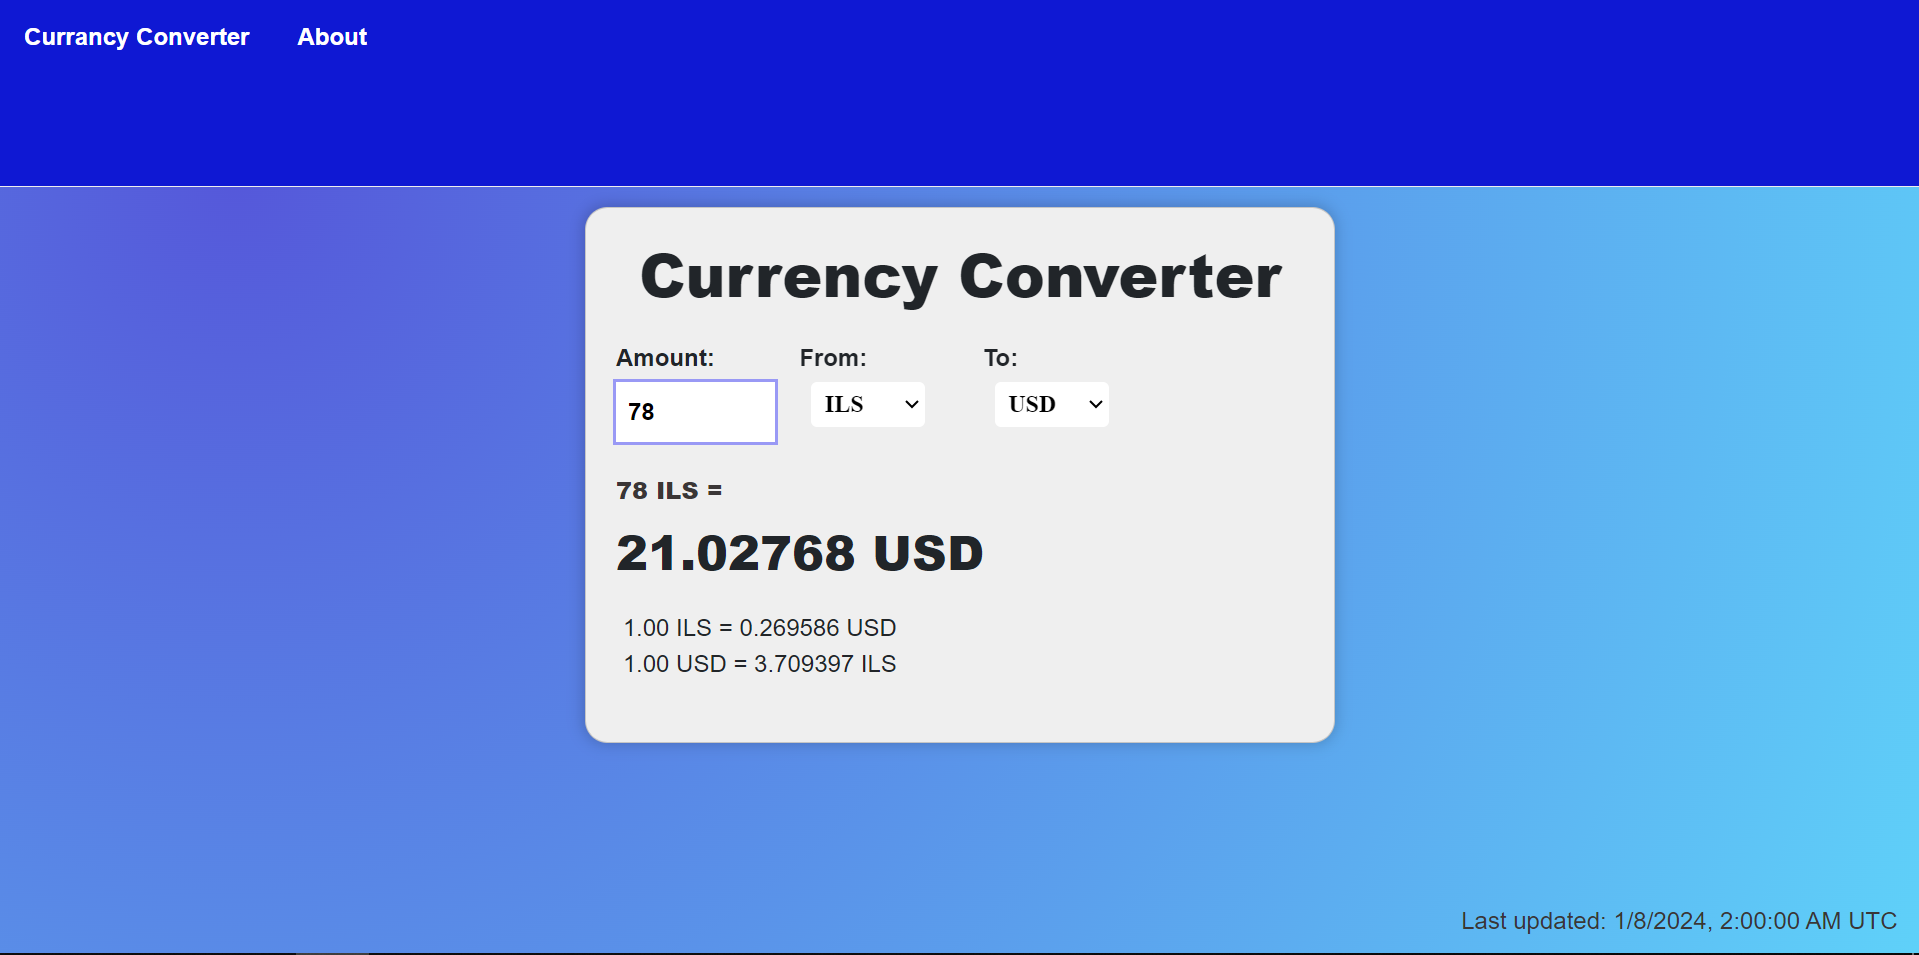 Currancy Converter About
Currency Converter
Amount: From: To:
78 ILS USD
78 ILS =
21.02768 USD
1.00 ILS = 0.269586 USD
1.00 USD = 3.709397 ILS
Last updated: 1/8/2024, 2:00:00 AM UTC